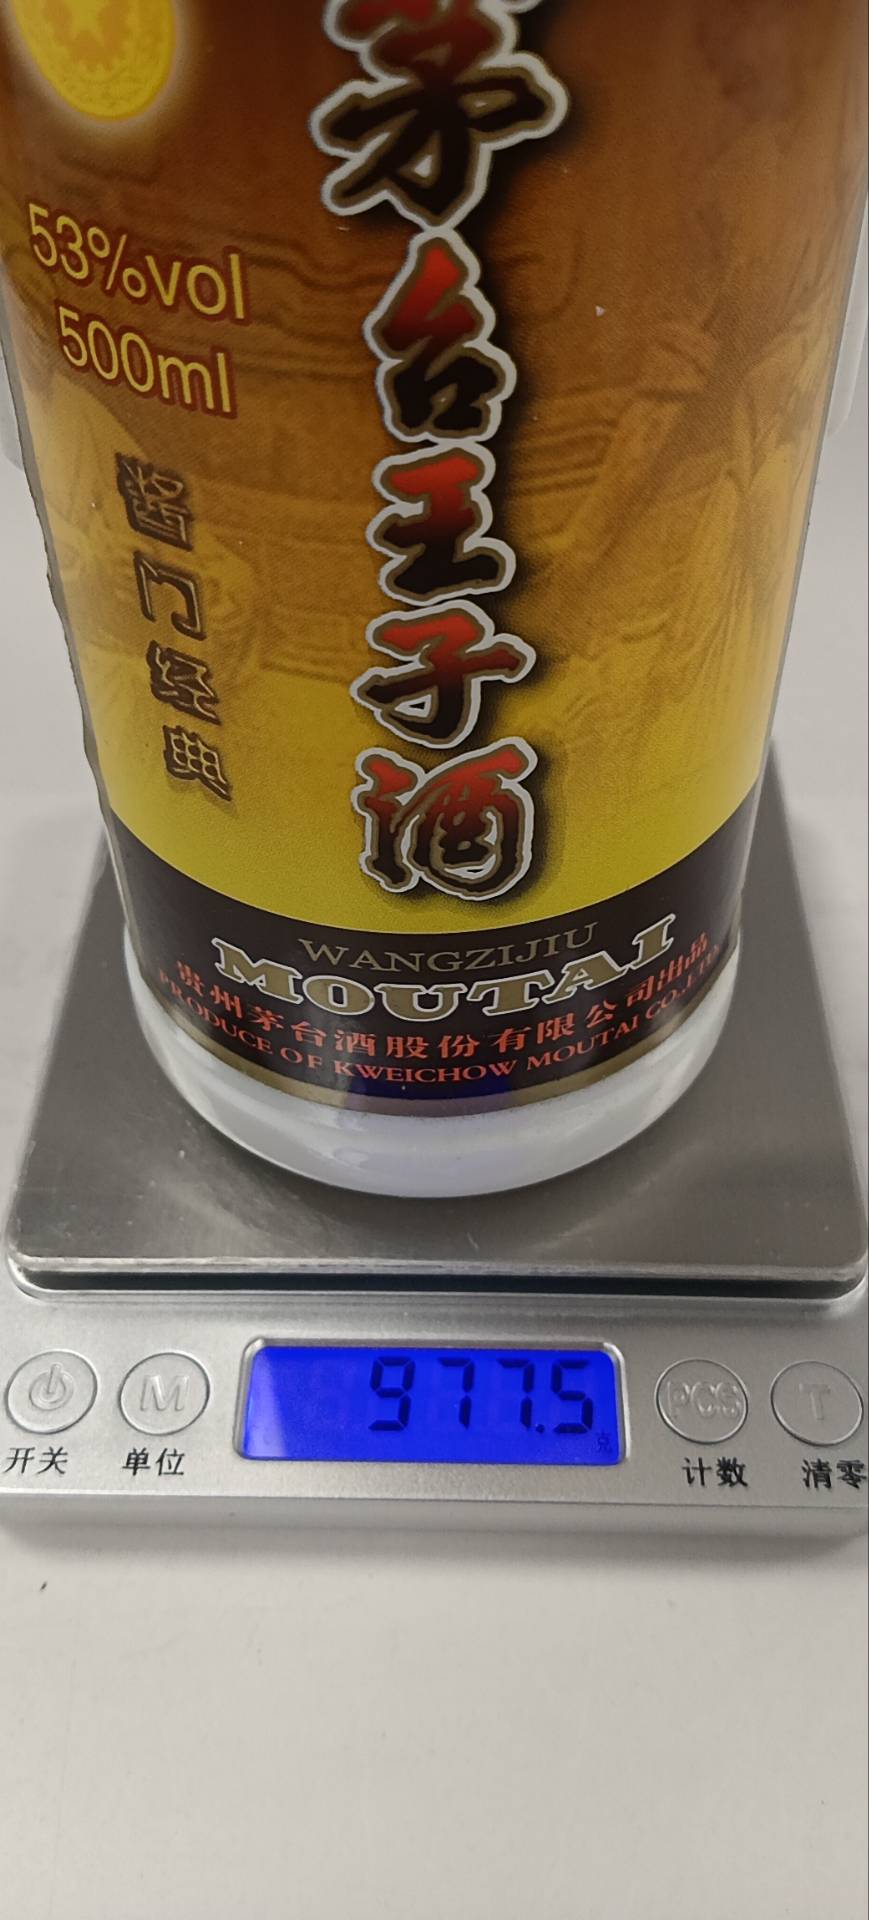 53%vol
500ml
酱门经典
茅台王子酒
WANGZIJIU
MOUTAI
贵州茅台酒股份有限公司出品
PRODUCE OF KWEICHOW MOUTAI CO.,LTD.
977.5
克
M
PCS
T
开关
单位
计数
清零